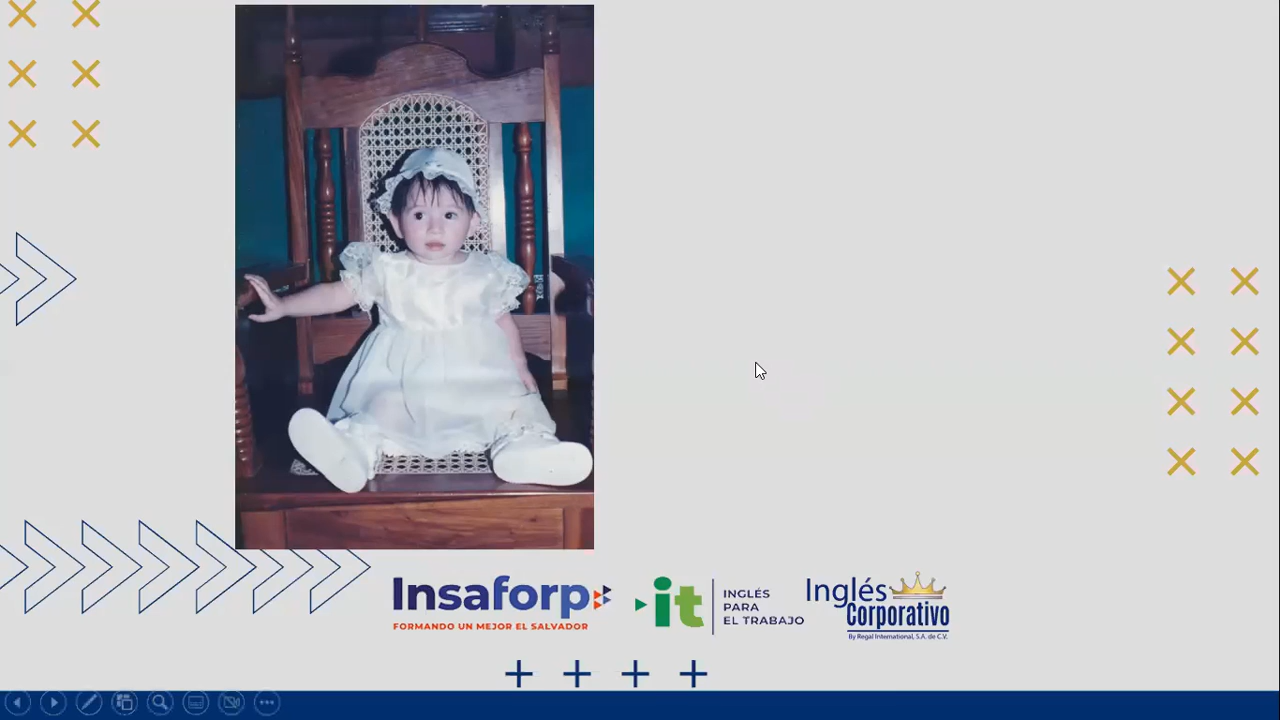 Insaforp
FORMANDO UN MEJOR EL SALVADOR
it
INGLÉS
PARA
EL TRABAJO
Inglés
Corporativo
By Regal International, S.A. de C.V.